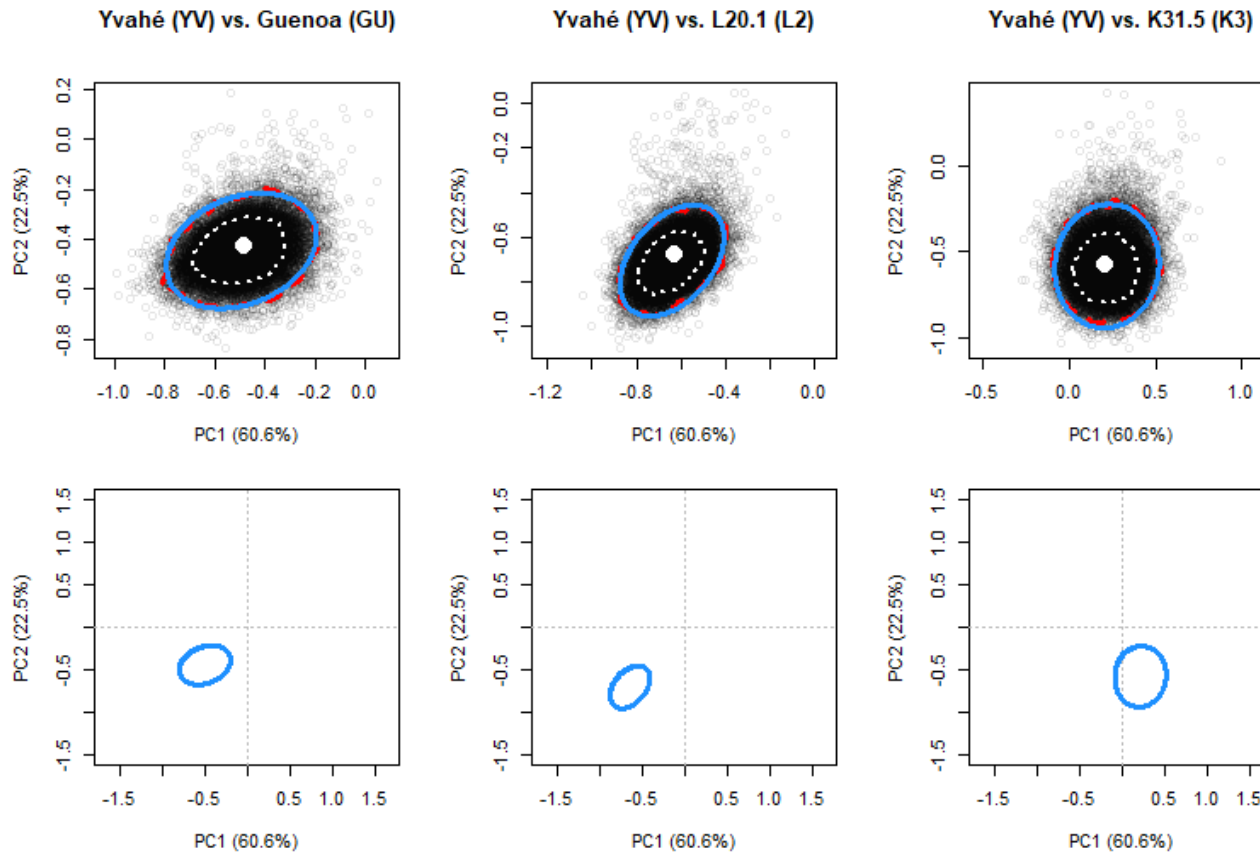 Yvahé (YV) vs. Guenoa (GU)
Yvahé (YV) vs. L20.1 (L2)
Yvahé (YV) vs. K31.5 (K3)
PC2 (22.5%)
0.2
0.0
-0.2
-0.4
-0.6
-0.8
-1.0 -0.8 -0.6 -0.4 -0.2 0.0
PC1 (60.6%)
PC2 (22.5%)
0.0
-0.2
-0.6
-1.0
-1.2 -0.8 -0.4 0.0
PC1 (60.6%)
PC2 (22.5%)
0.0
-0.5
-1.0
-0.5 0.0 0.5 1.0
PC1 (60.6%)
PC2 (22.5%)
1.5
1.0
0.5
-0.5
-1.5
-1.5 -0.5 0.5 1.0 1.5
PC1 (60.6%)
PC2 (22.5%)
1.5
1.0
0.5
-0.5
-1.5
-1.5 -0.5 0.5 1.0 1.5
PC1 (60.6%)
PC2 (22.5%)
1.5
1.0
0.5
-0.5
-1.5
-1.5 -0.5 0.5 1.0 1.5
PC1 (60.6%)